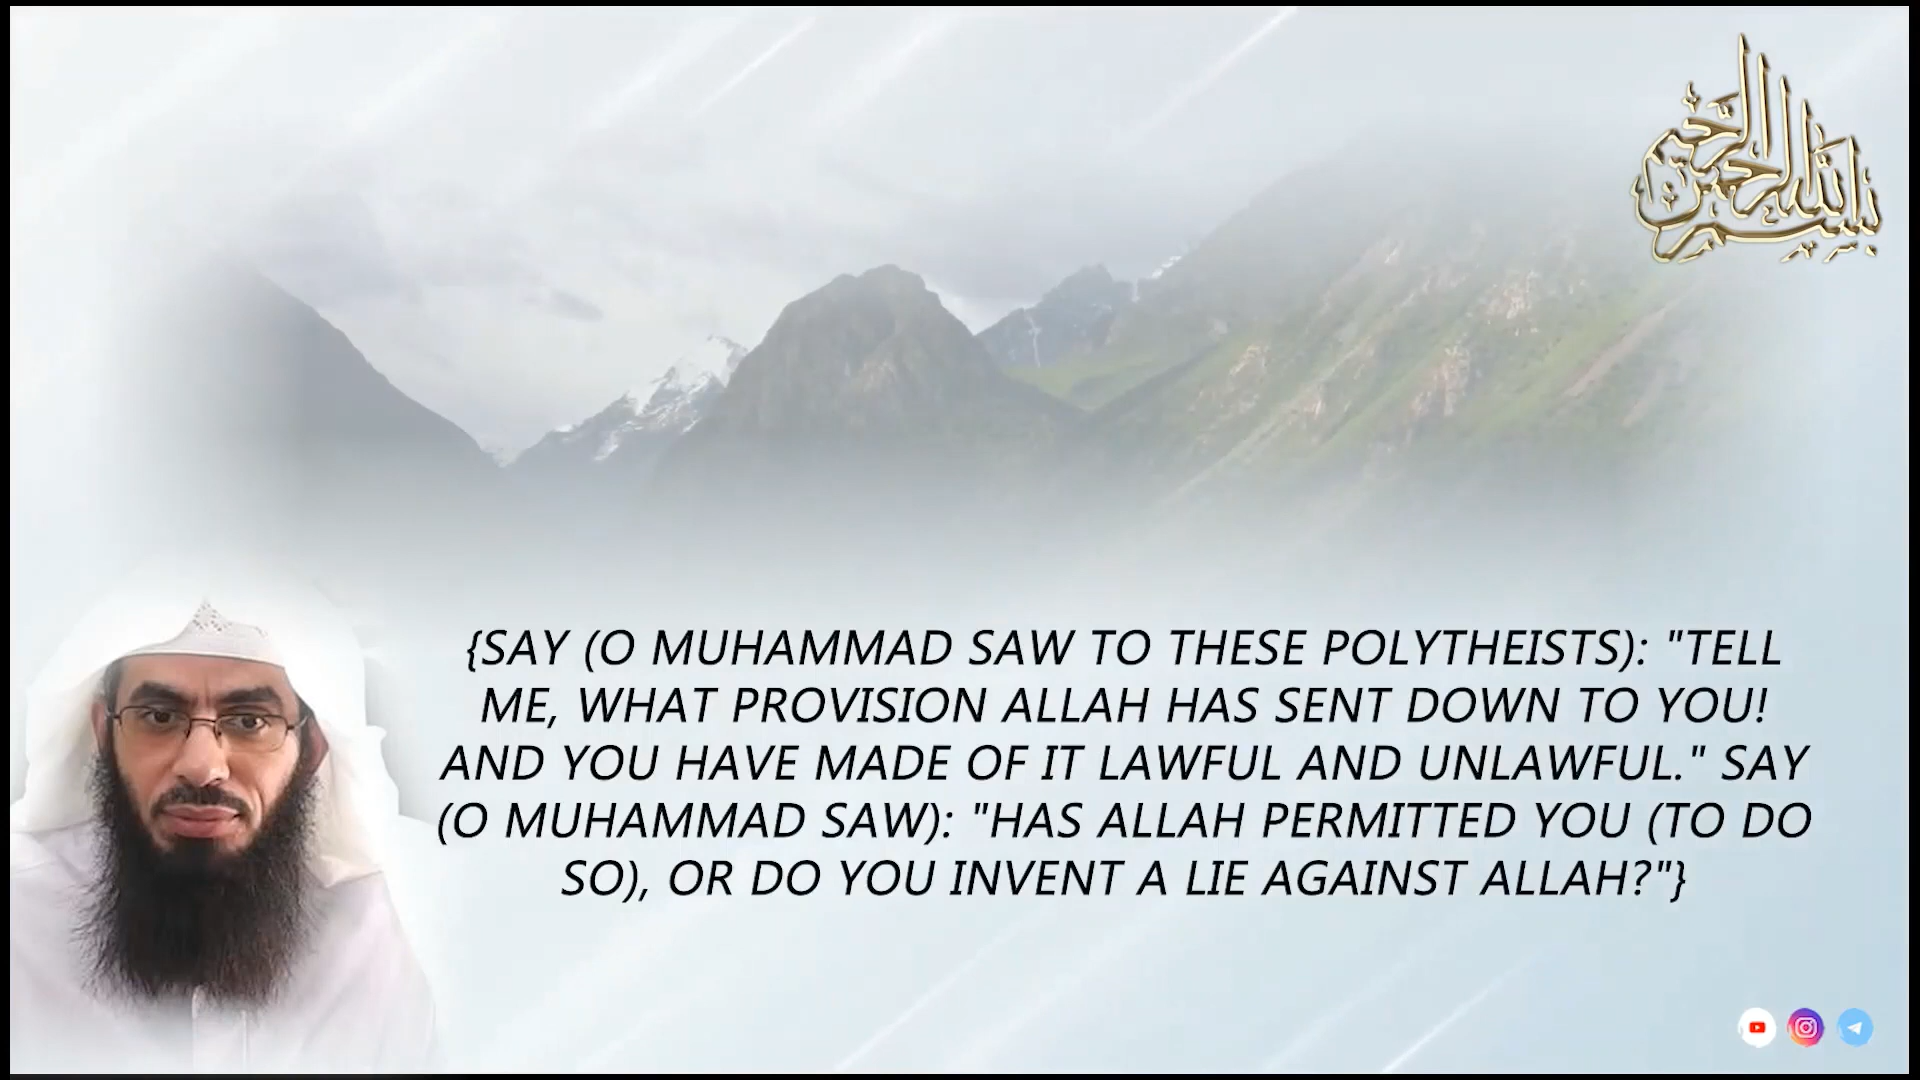 بسم الله الرحمن الرحيم
{SAY (O MUHAMMAD SAW TO THESE POLYTHEISTS): "TELL
ME, WHAT PROVISION ALLAH HAS SENT DOWN TO YOU!
AND YOU HAVE MADE OF IT LAWFUL AND UNLAWFUL." SAY
(O MUHAMMAD SAW): "HAS ALLAH PERMITTED YOU (TO DO
SO), OR DO YOU INVENT A LIE AGAINST ALLAH?"}